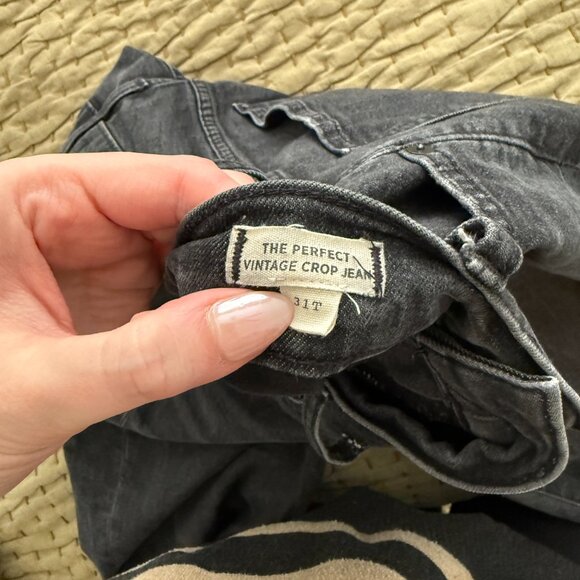 THE PERFECT
VINTAGE CROP JEAN
31T